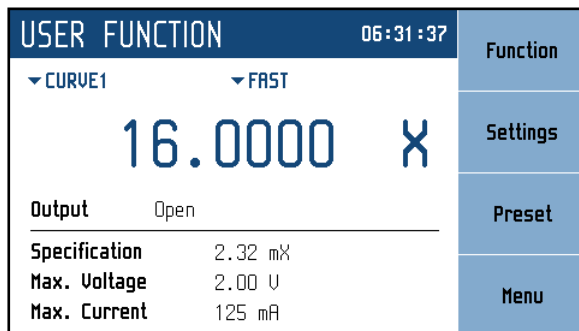 USER FUNCTION 06:31:37
CURVE1 FAST
16.0000 X
Output Open
Specification 2.32 mX
Max. Voltage 2.00 V
Max. Current 125 mA
Function
Settings
Preset
Menu